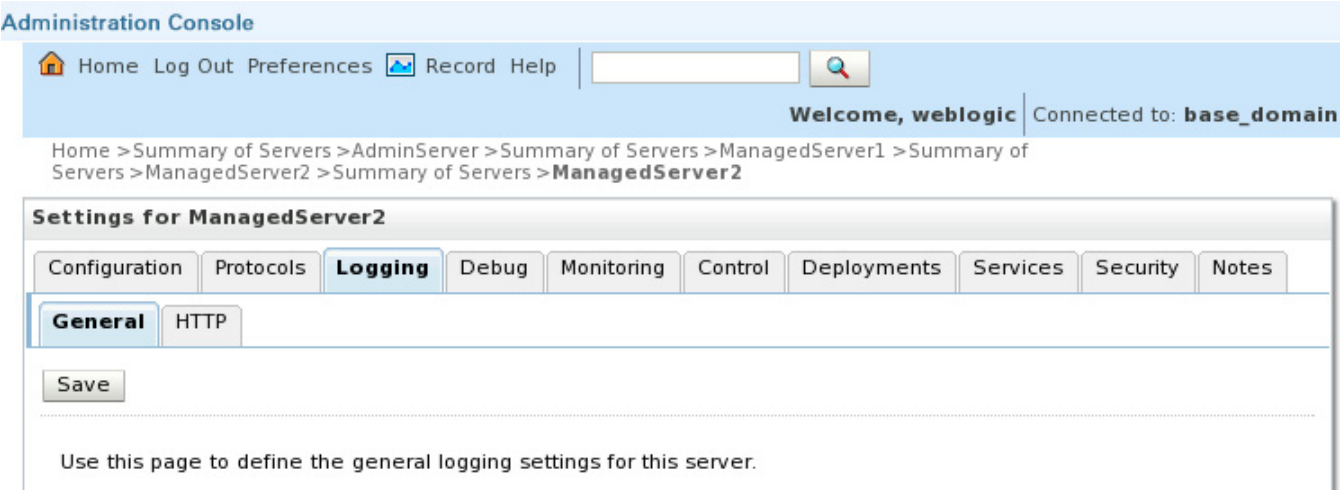 Administration Console
Home Log Out Preferences Record Help
Welcome, weblogic Connected to: base_domain
Home >Summary of Servers >AdminServer >Summary of Servers >ManagedServer1 >Summary of
Servers >ManagedServer2 >Summary of Servers >ManagedServer2
Settings for ManagedServer2
Configuration Protocols Logging Debug Monitoring Control Deployments Services Security Notes
General HTTP
Save
Use this page to define the general logging settings for this server.